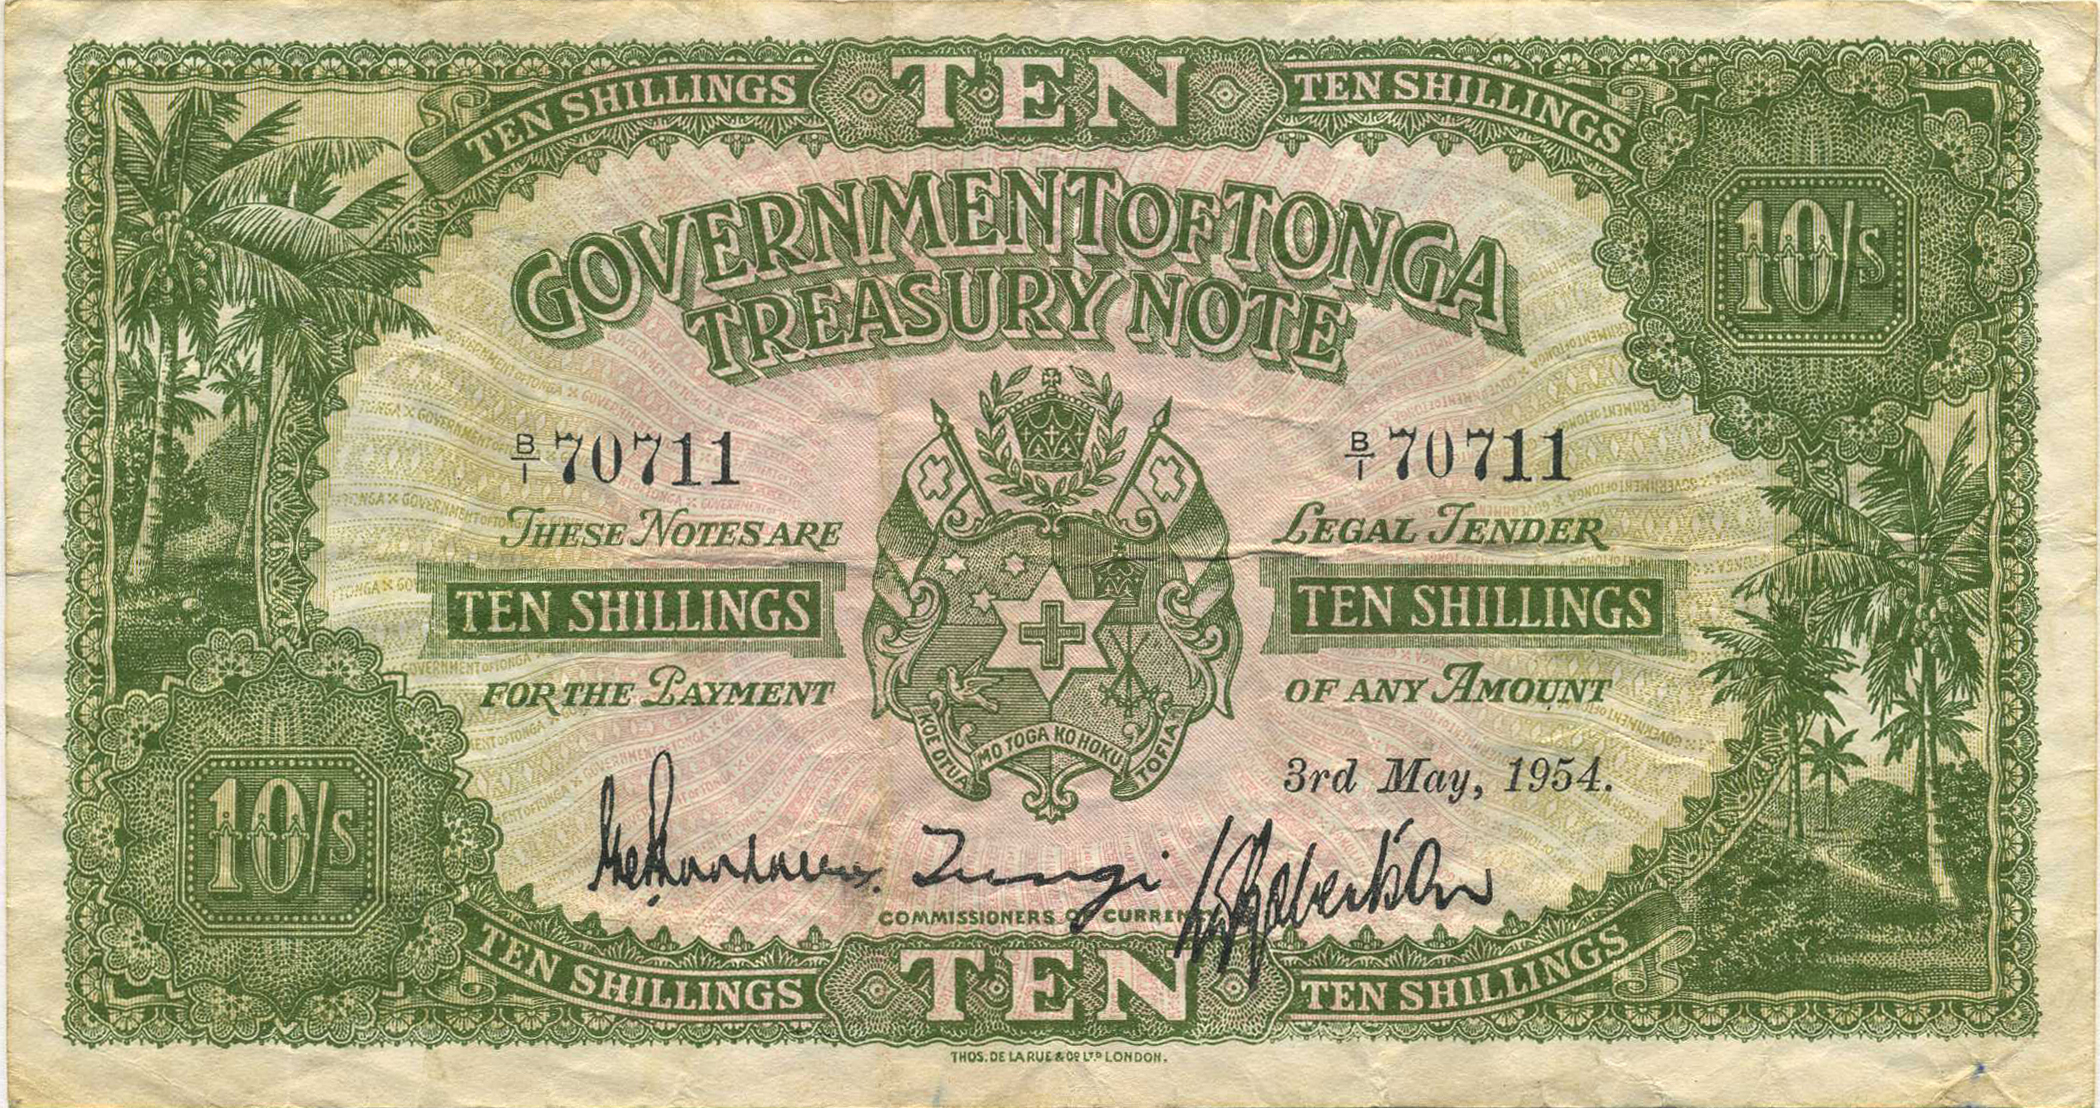 TEN SHILLINGS TEN TEN SHILLINGS
10/s
GOVERNMENT OF TONGA
TREASURY NOTE
B/1 70711 B/1 70711
THESE NOTES ARE LEGAL TENDER
TEN SHILLINGS TEN SHILLINGS
FOR THE PAYMENT OF ANY AMOUNT
KOE OTUA MO TOGA KO HOKU TOFIA
3rd May, 1954.
10/s
Tungi
COMMISSIONERS OF CURRENCY
TEN SHILLINGS TEN TEN SHILLINGS
THOS. DE LA RUE & CO LTD LONDON.